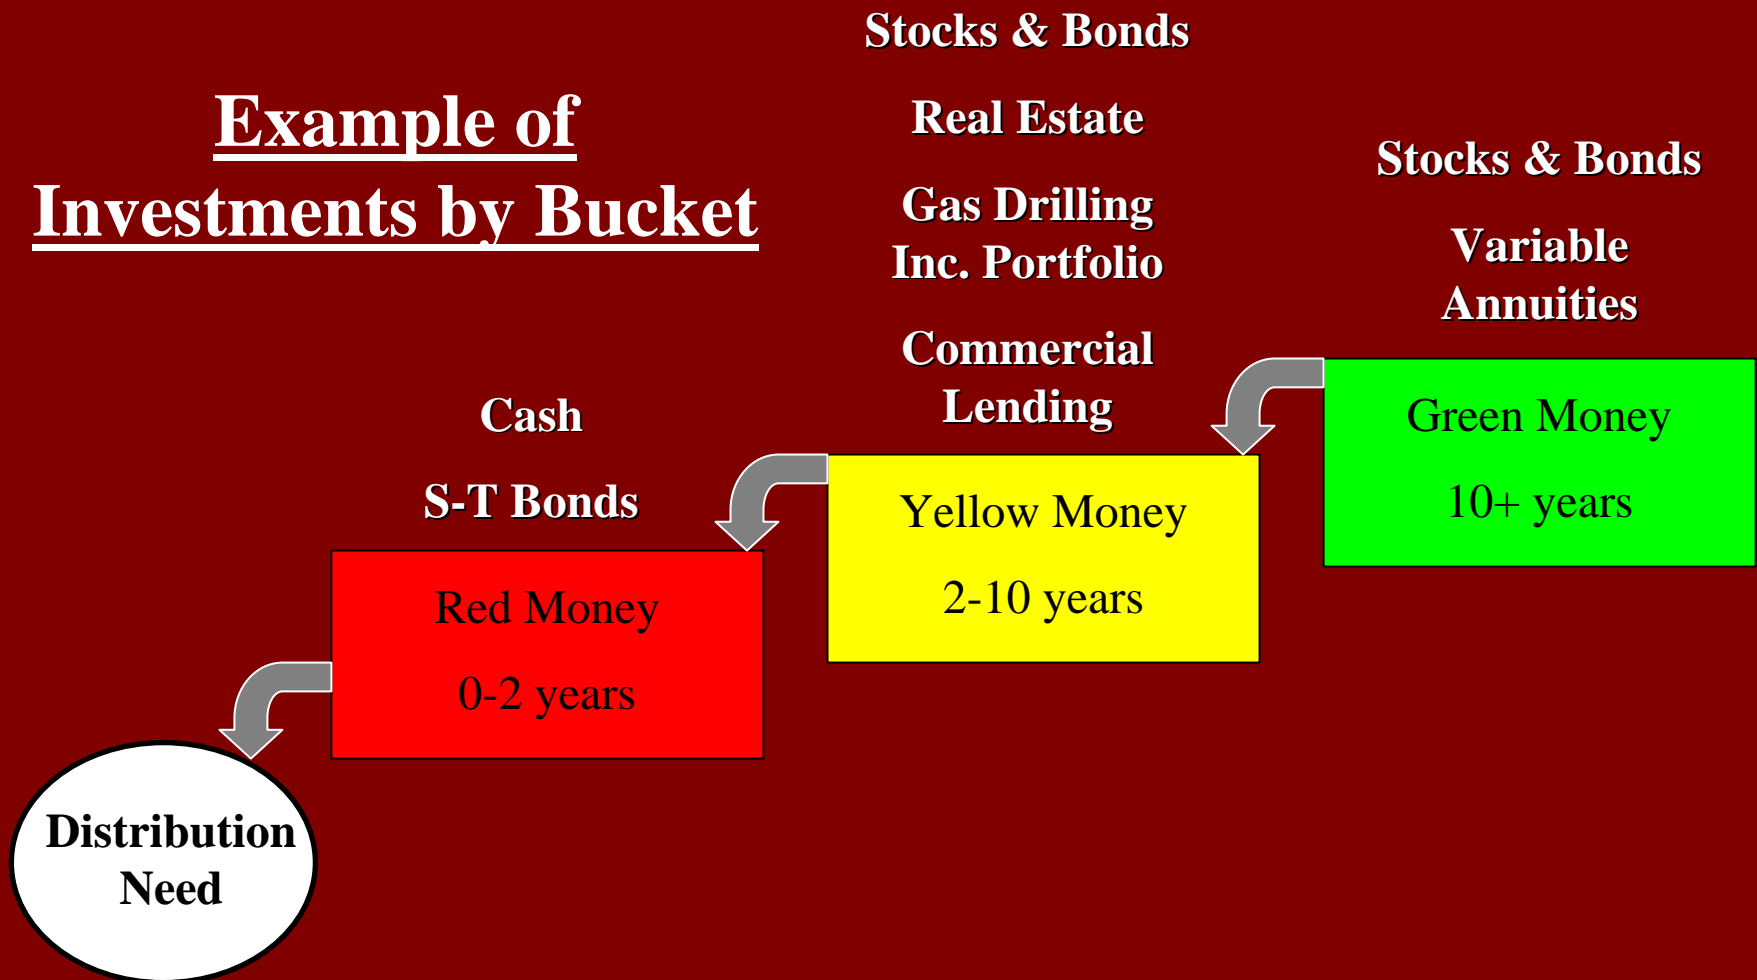 Example of
Investments by Bucket
Stocks & Bonds
Real Estate
Gas Drilling
Inc. Portfolio
Commercial
Lending
Stocks & Bonds
Variable
Annuities
Cash
S-T Bonds
Green Money
10+ years
Yellow Money
2-10 years
Red Money
0-2 years
Distribution
Need